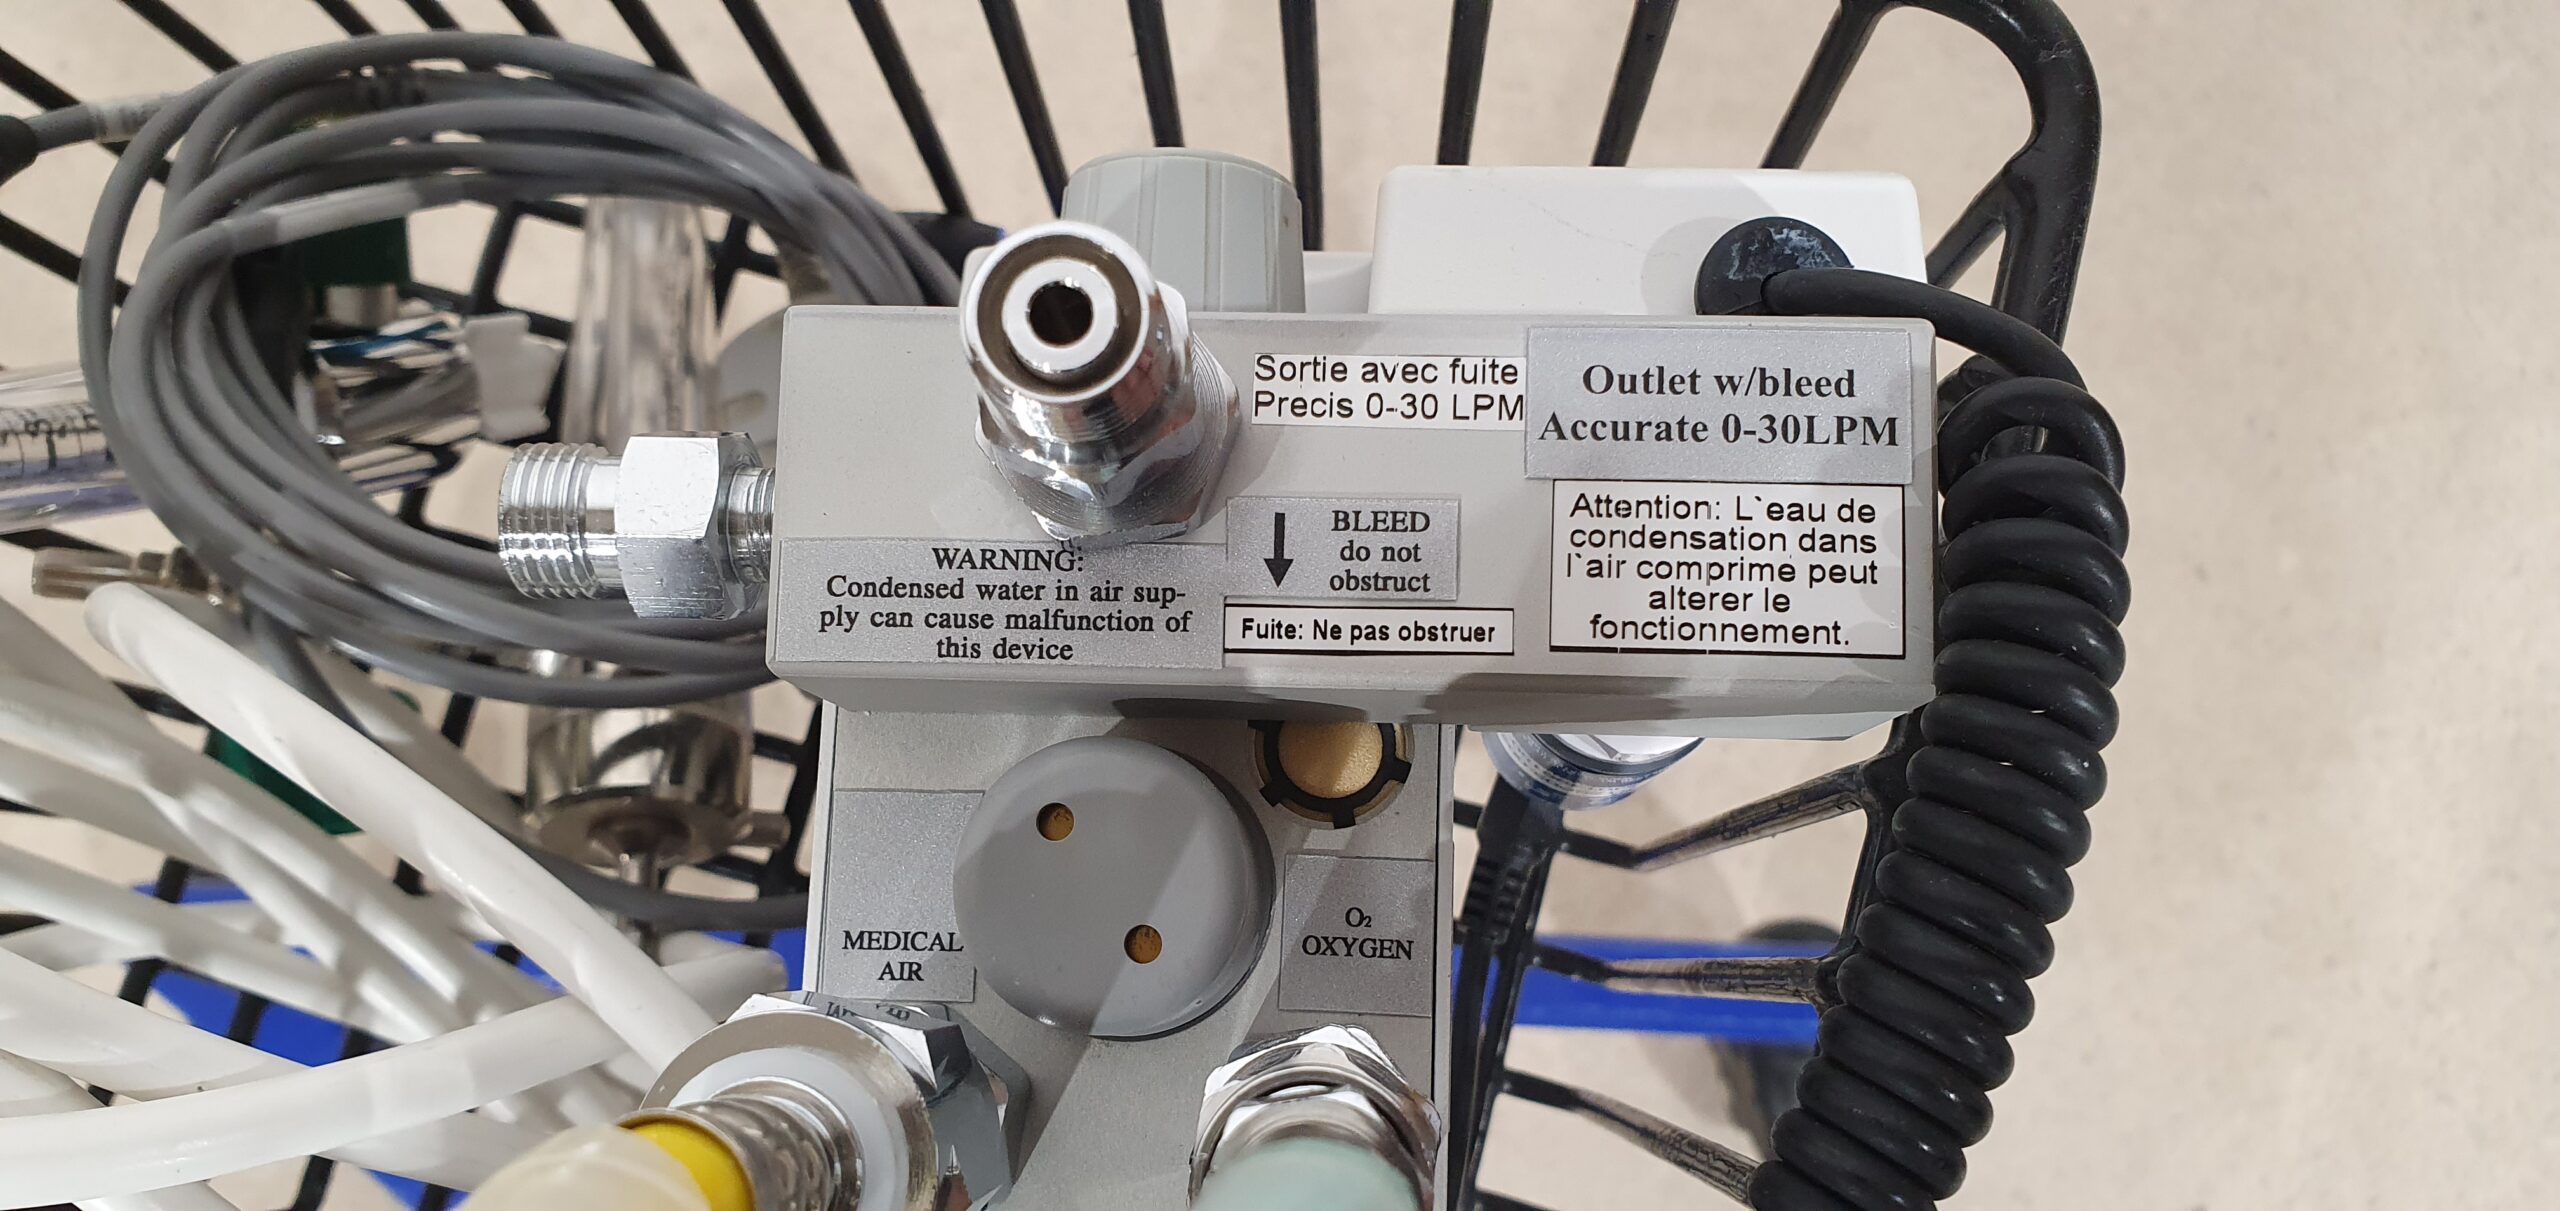 Sortie avec fuite
Precis 0-30 LPM
Outlet w/bleed
Accurate 0-30LPM
WARNING:
Condensed water in air sup-
ply can cause malfunction of
this device
BLEED
do not
obstruct
Fuite: Ne pas obstruer
Attention: L`eau de
condensation dans
l`air comprime peut
alterer le
fonctionnement.
MEDICAL
AIR
O₂
OXYGEN